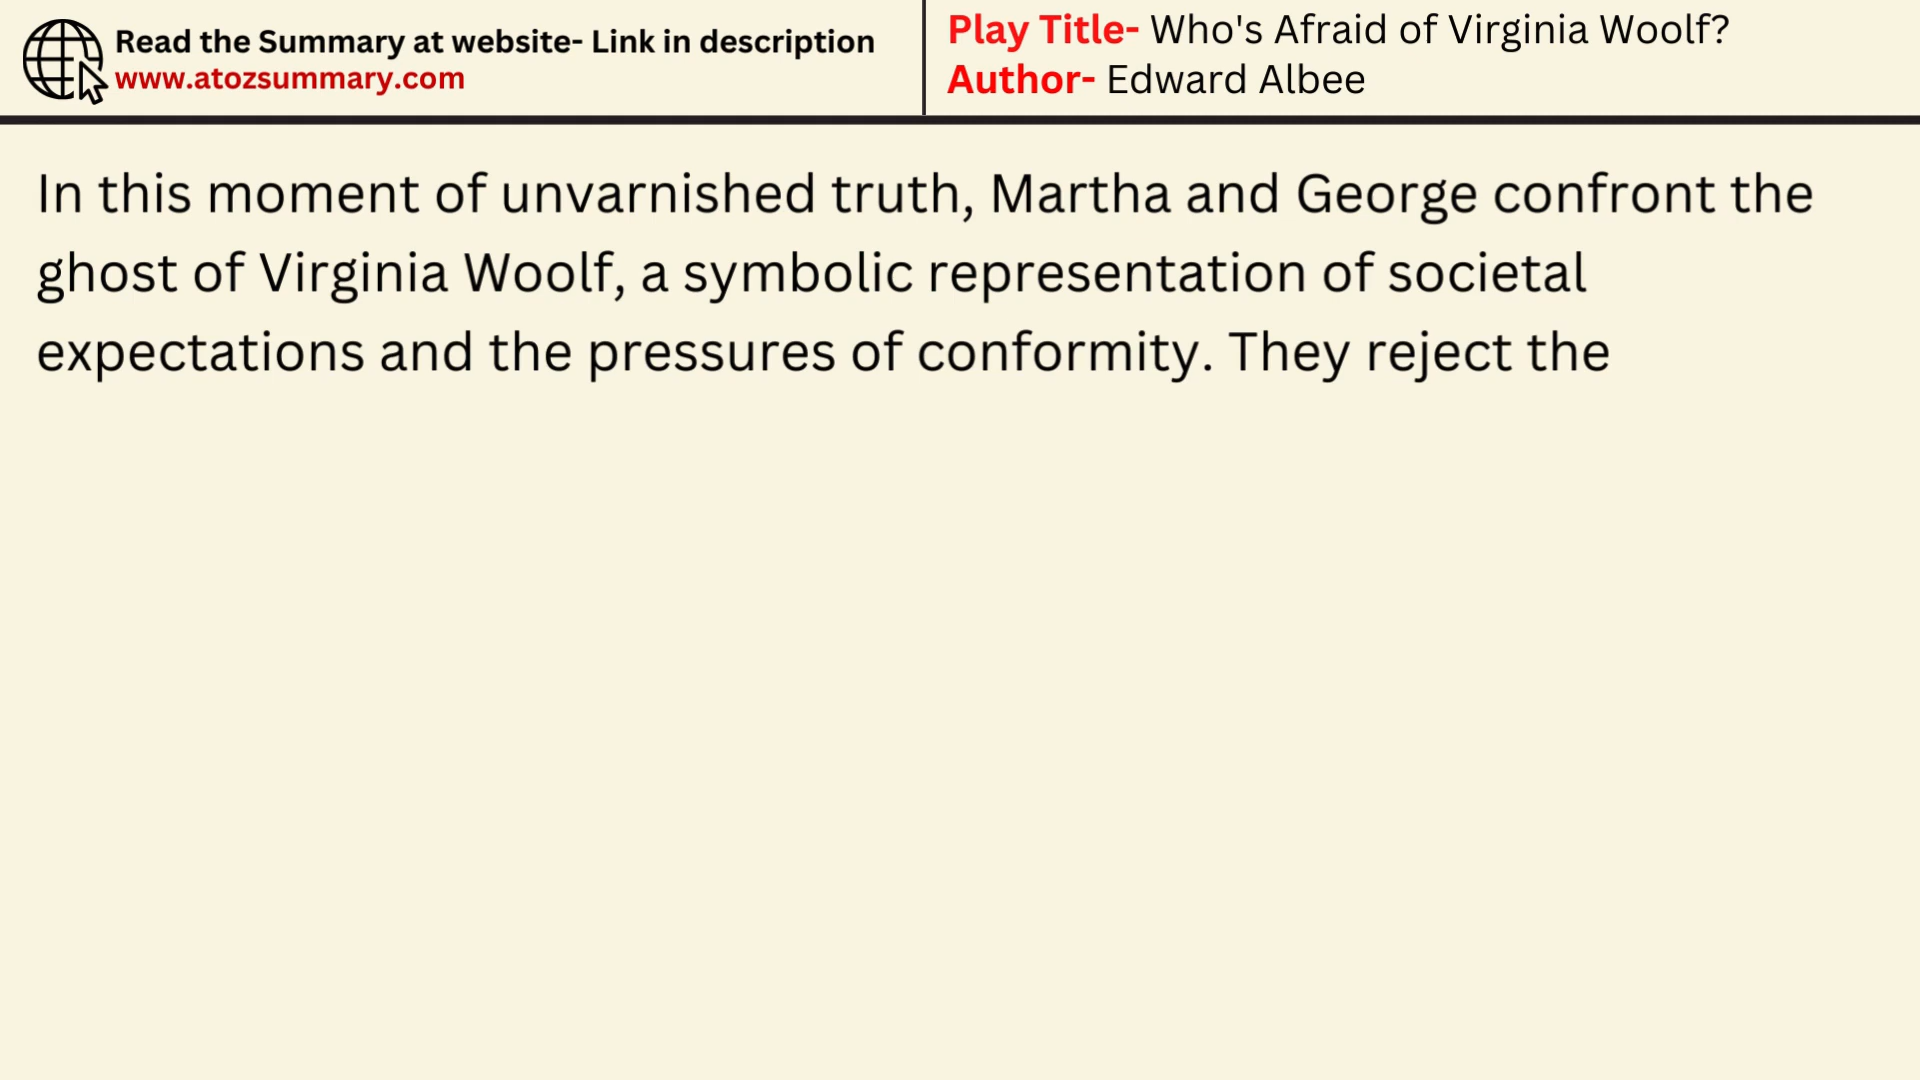 Read the Summary at website- Link in description
www.atozsummary.com
Play Title- Who's Afraid of Virginia Woolf?
Author- Edward Albee
In this moment of unvarnished truth, Martha and George confront the
ghost of Virginia Woolf, a symbolic representation of societal
expectations and the pressures of conformity. They reject the